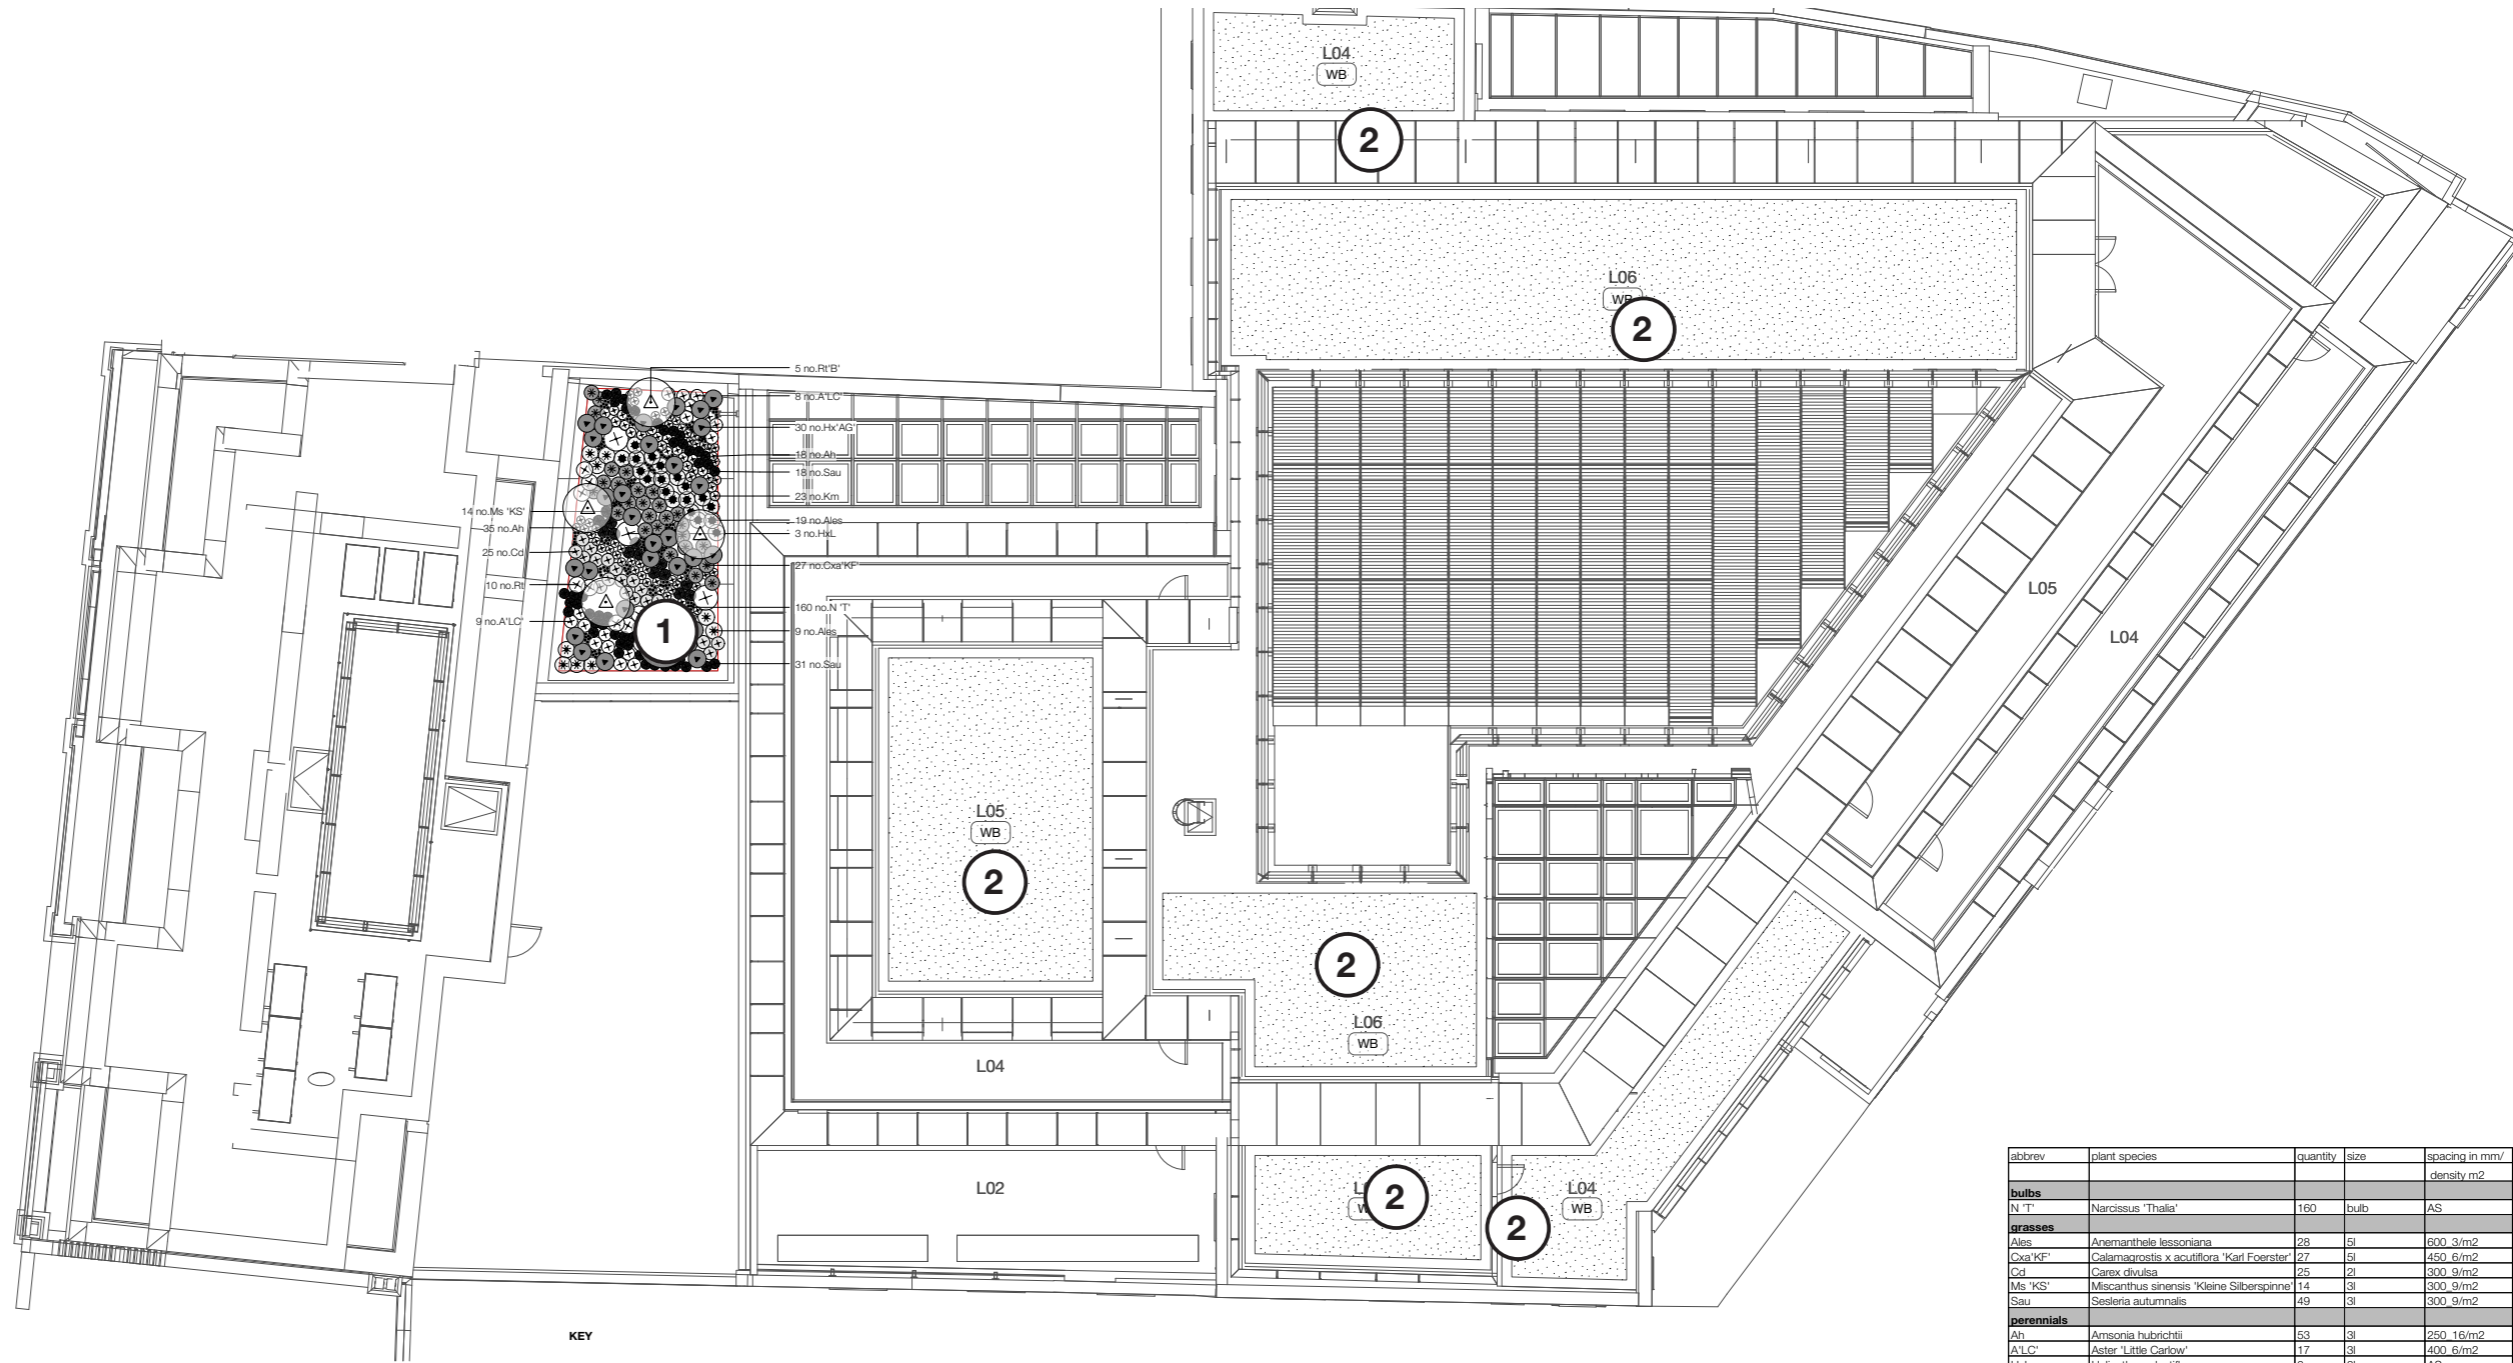 L04
WB
2
L06
2
5 no.Rt'B'
8 no.A'LC'
30 no.Hx'AG'
18 no.Ah
18 no.Sau
23 no.Km
14 no.Ms 'KS'
19 no.Ales
35 no.Ah
3 no.HxL
25 no.Cd
27 no.Cxa'KF'
10 no.Rt
160 no.N 'T'
9 no.A'LC'
1
9 no.Ales
31 no.Sau
L05
L04
L05
WB
2
2
L06
WB
L04
L02
2
L04
WB
2
KEY
abbrev plant species quantity size spacing in mm/
density m2
bulbs
N 'T' Narcissus 'Thalia' 160 bulb AS
grasses
Ales Anemanthele lessoniana 28 5l 600_3/m2
Cxa'KF' Calamagrostis x acutiflora 'Karl Foerster' 27 5l 450_6/m2
Cd Carex divulsa 25 2l 300_9/m2
Ms 'KS' Miscanthus sinensis 'Kleine Silberspinne' 14 3l 300_9/m2
Sau Sesleria autumnalis 49 3l 300_9/m2
perennials
Ah Amsonia hubrichtii 53 3l 250_16/m2
A'LC' Aster 'Little Carlow' 17 3l 400_6/m2